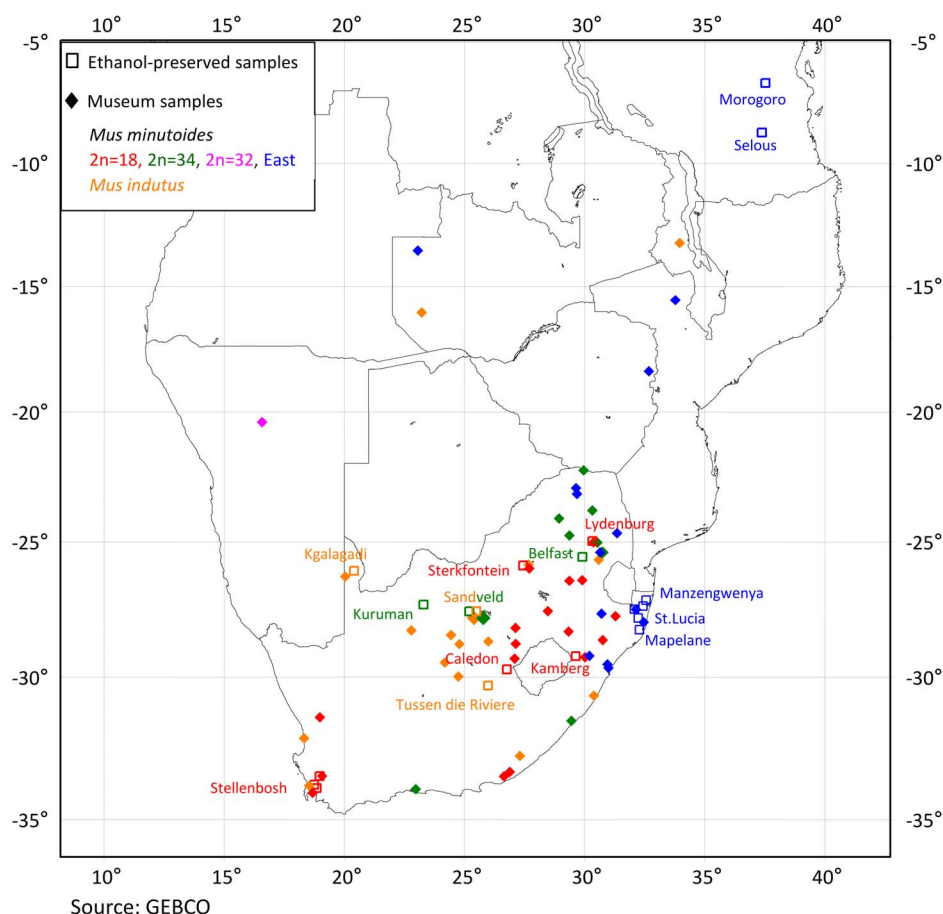 10° 15° 20° 25° 30° 35° 40°
-5° -5°
Ethanol-preserved samples
Museum samples
Mus minutoides
2n=18, 2n=34, 2n=32, East
Mus indutus
Morogoro
Selous
-10° -10°
-15° -15°
-20° -20°
Lydenburg
-25° -25°
Kgalagadi
Belfast
Sterkfontein
Manzengwenya
Sandveld
Kuruman
St.Lucia
Mapelane
Caledon
Kamberg
-30° -30°
Tussen die Riviere
Stellenbosh
-35° -35°
10° 15° 20° 25° 30° 35° 40°
Source: GEBCO